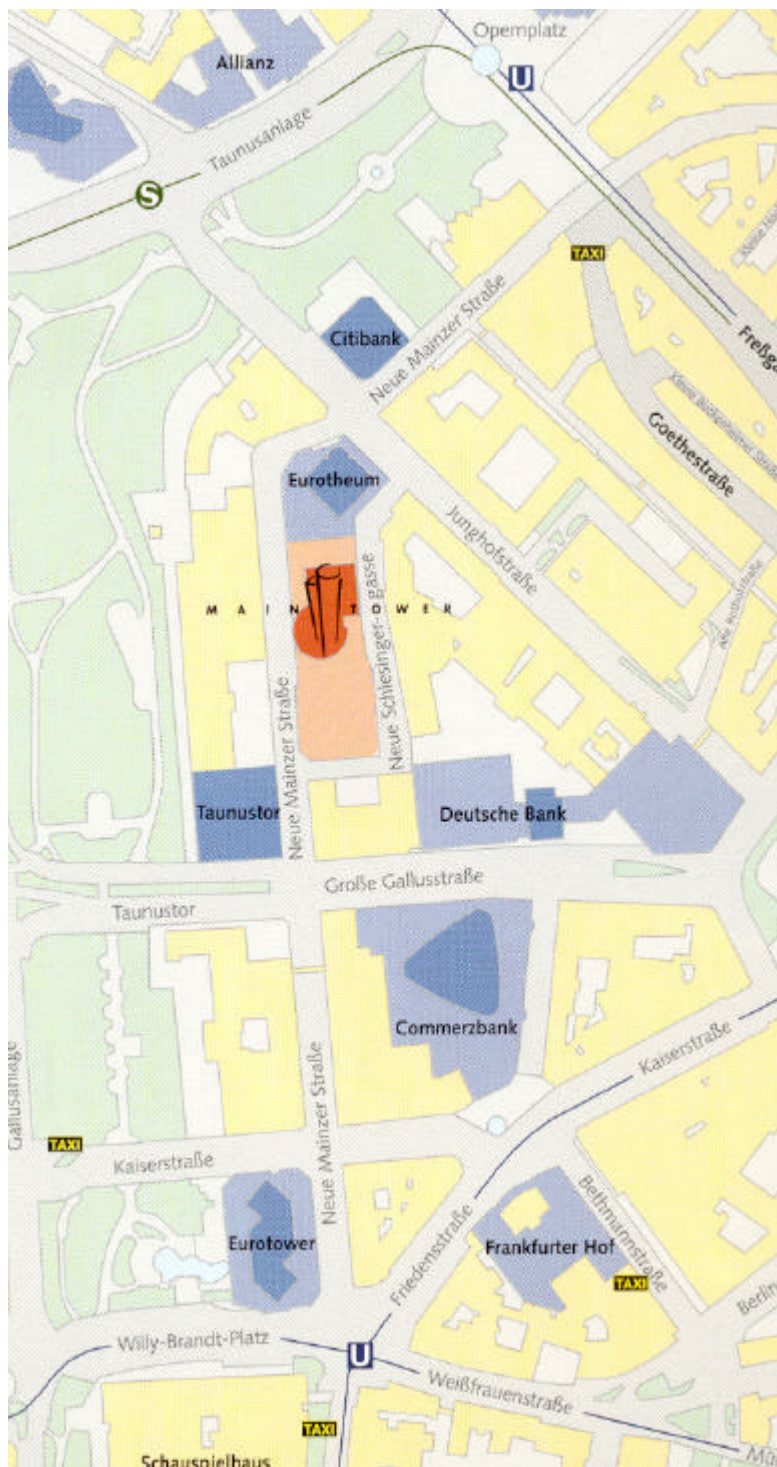 Opernplatz
Allianz
U
Taunusanlage
S
TAXI
Citibank
Neue Mainzer Straße
Goethestraße
Eurotheum
Junghofstraße
MAIN TOWER
Neue Schlesinger-gasse
Neue Mainzer Straße
Taunustor
Deutsche Bank
Große Gallusstraße
Taunustor
Commerzbank
Kaiserstraße
Gallusanlage
Neue Mainzer Straße
TAXI
Kaiserstraße
Bethmannstraße
Eurotower
Friedensstraße
Frankfurter Hof
TAXI
Willy-Brandt-Platz
U
Weißfrauenstraße
TAXI
Schauspielhaus